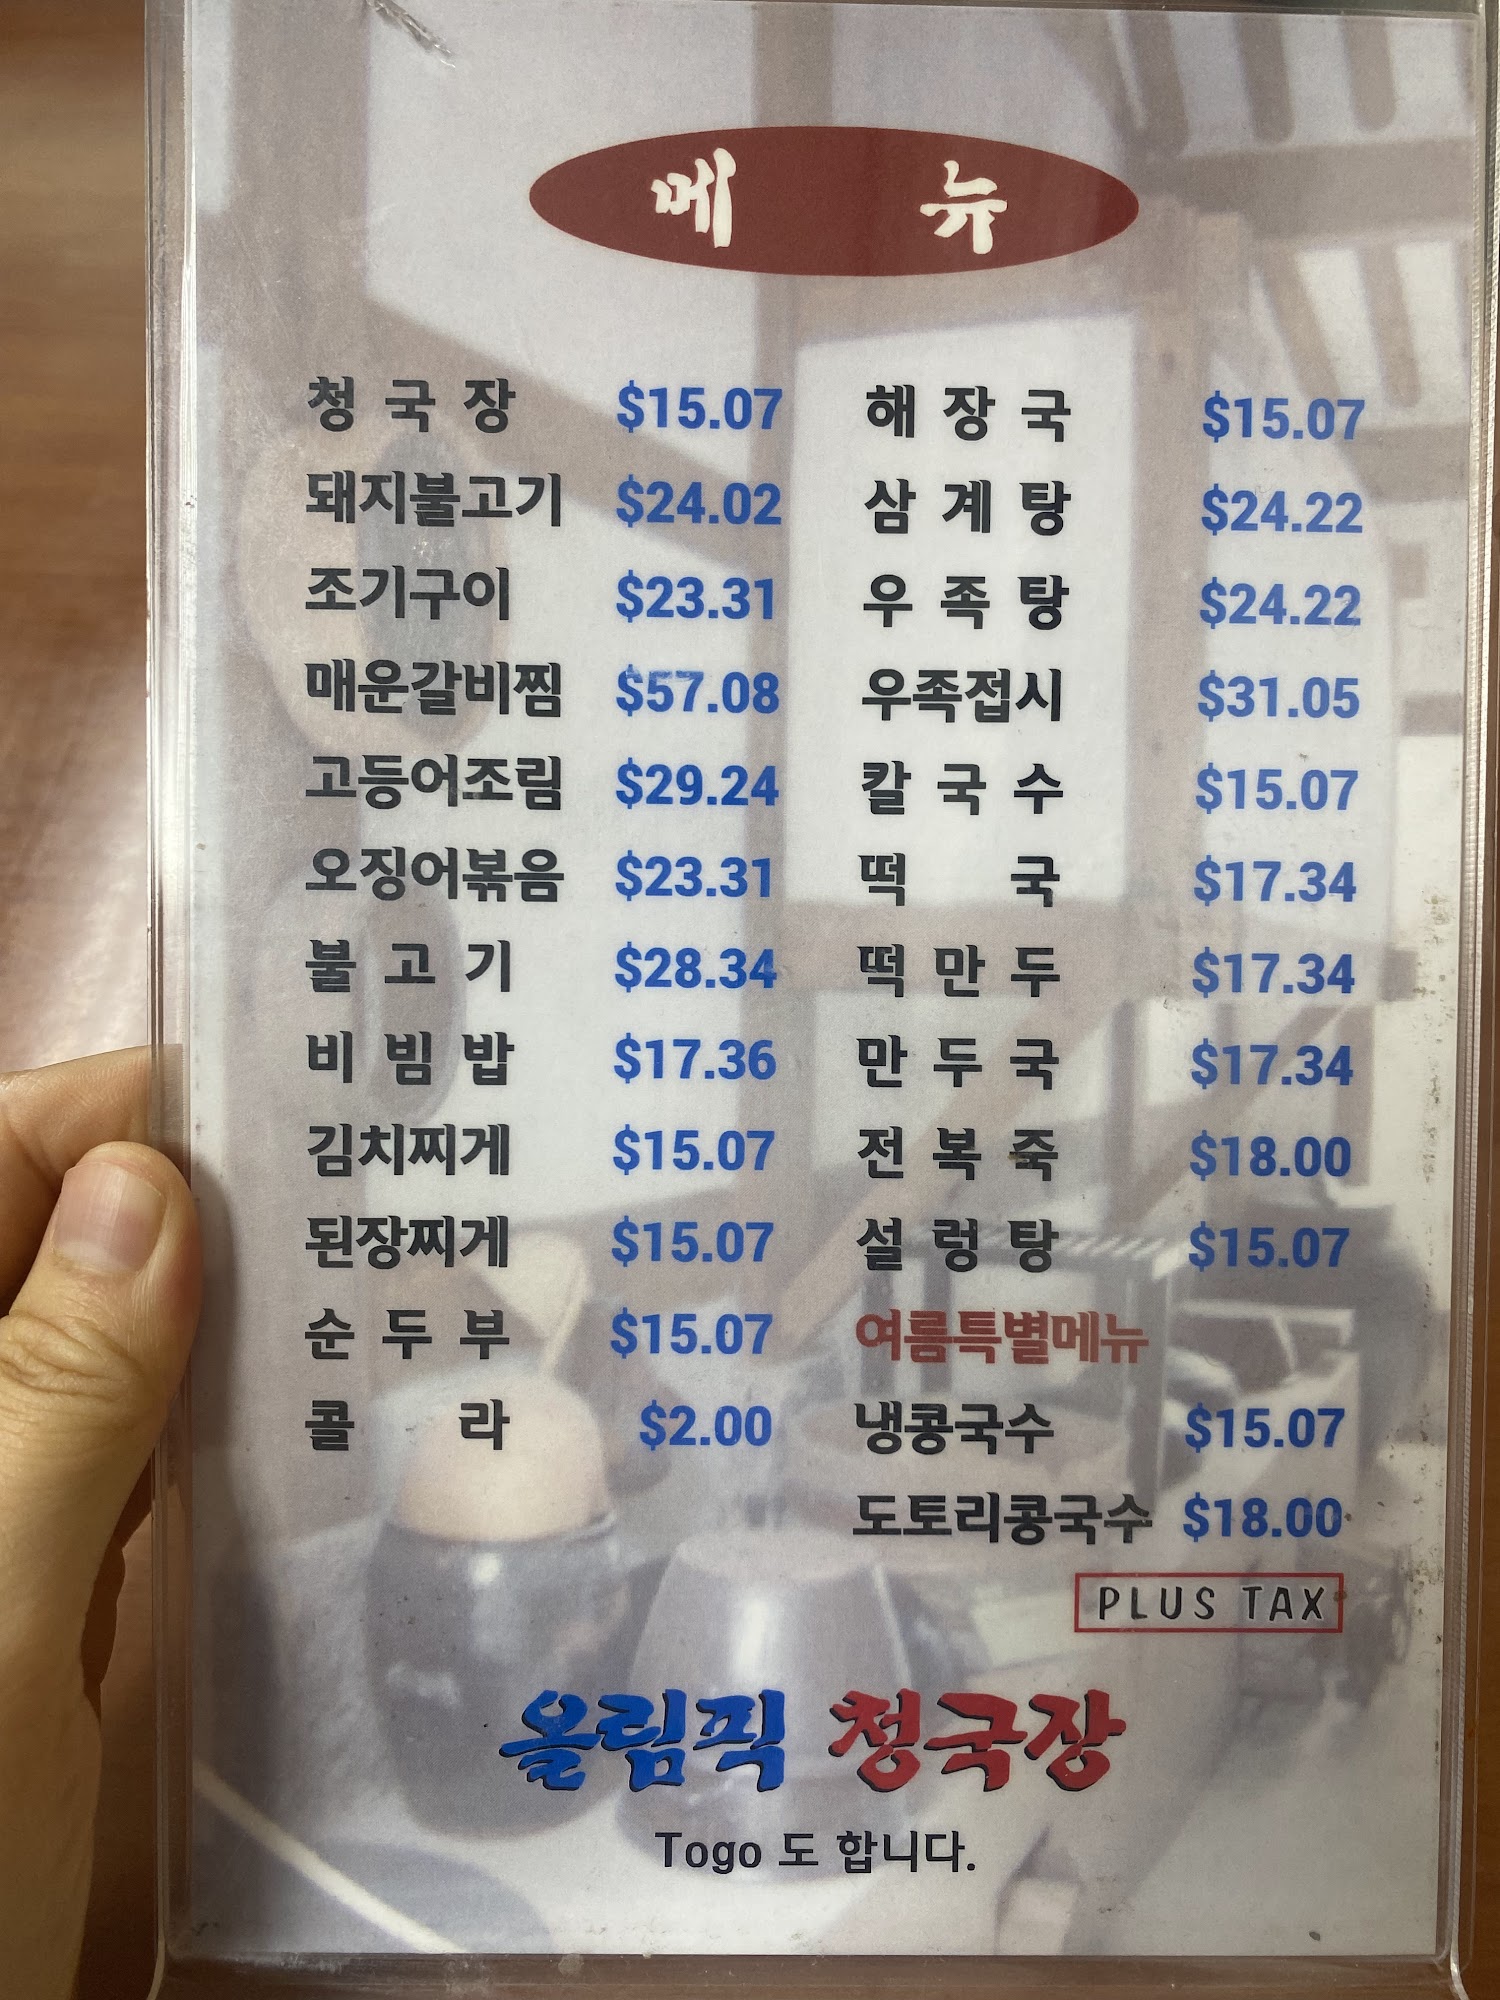 메뉴
청국장 $15.07
돼지불고기 $24.02
조기구이 $23.31
매운갈비찜 $57.08
고등어조림 $29.24
오징어볶음 $23.31
불고기 $28.34
비빔밥 $17.36
김치찌게 $15.07
된장찌게 $15.07
순두부 $15.07
콜라 $2.00
해장국 $15.07
삼계탕 $24.22
우족탕 $24.22
우족접시 $31.05
칼국수 $15.07
떡국 $17.34
떡만두 $17.34
만두국 $17.34
전복죽 $18.00
설렁탕 $15.07
여름특별메뉴
냉콩국수 $15.07
도토리콩국수 $18.00
PLUS TAX
올림픽 청국장
Togo 도 합니다.